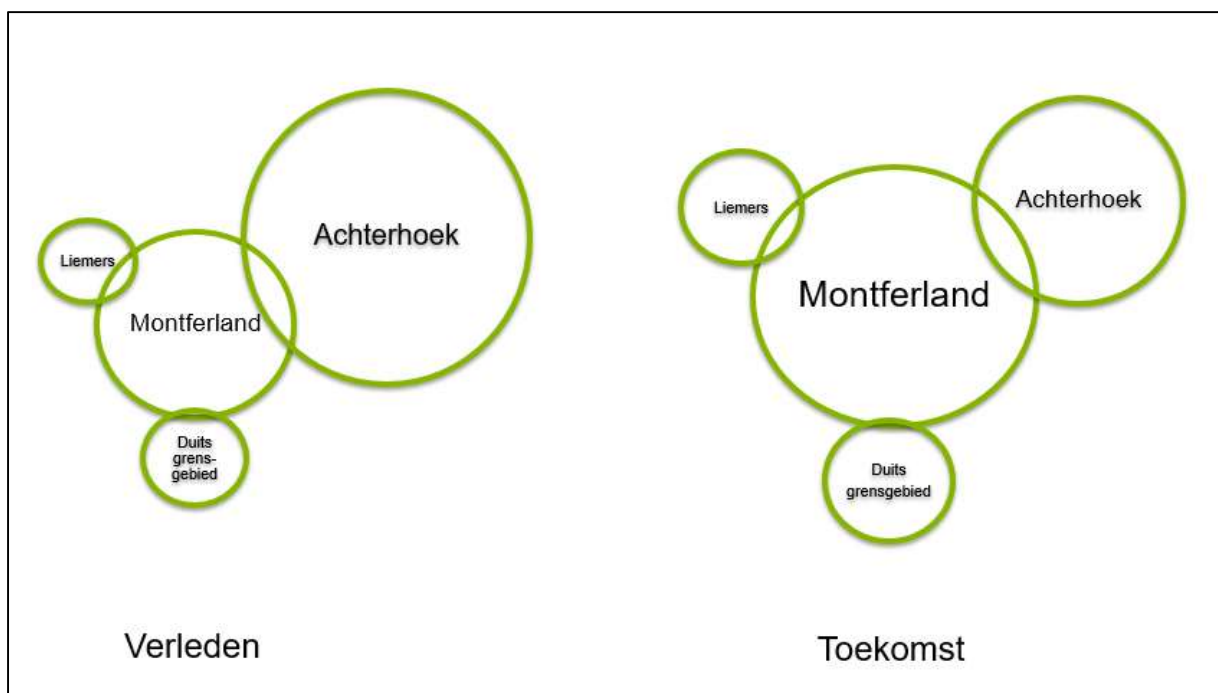 Achterhoek
Liemers
Montferland
Duits
grens-
gebied
Verleden
Liemers
Achterhoek
Montferland
Duits
grensgebied
Toekomst